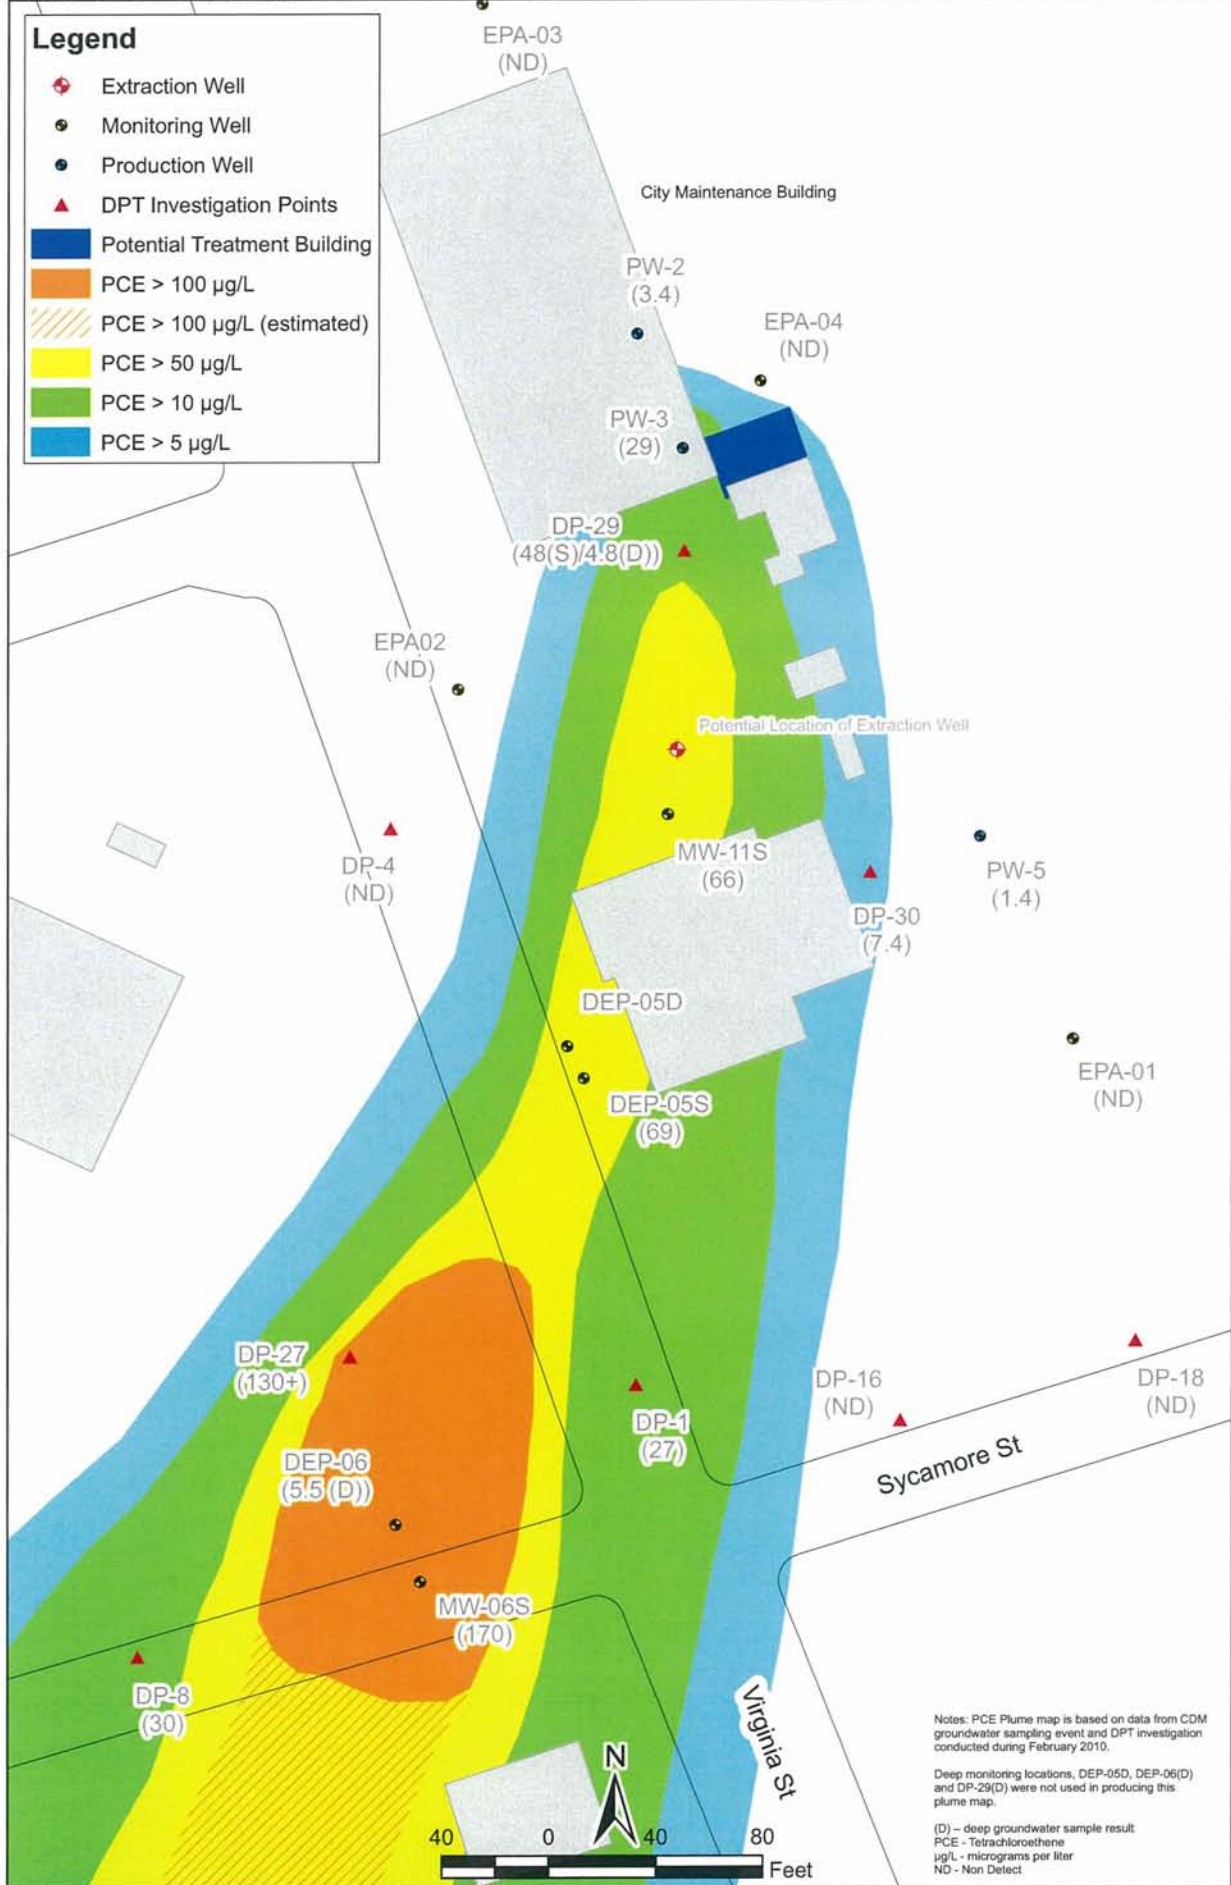 Legend
Extraction Well
Monitoring Well
Production Well
DPT Investigation Points
Potential Treatment Building
PCE > 100 µg/L
PCE > 100 µg/L (estimated)
PCE > 50 µg/L
PCE > 10 µg/L
PCE > 5 µg/L
EPA-03
(ND)
City Maintenance Building
PW-2
(3.4)
EPA-04
(ND)
PW-3
(29)
DP-29
(48(S)/4.8(D))
EPA02
(ND)
Potential Location of Extraction Well
DP-4
(ND)
MW-11S
(66)
PW-5
(1.4)
DP-30
(7.4)
DEP-05D
EPA-01
(ND)
DEP-05S
(69)
DP-27
(130+)
DP-16
(ND)
DP-18
(ND)
DP-1
(27)
Sycamore St
DEP-06
(5.5 (D))
MW-06S
(170)
DP-8
(30)
Virginia St
N
40 0 40 80
Feet
Notes: PCE Plume map is based on data from CDM
groundwater sampling event and DPT investigation
conducted during February 2010.
Deep monitoring locations, DEP-05D, DEP-06(D)
and DP-29(D) were not used in producing this
plume map.
(D) – deep groundwater sample result
PCE - Tetrachloroethene
µg/L - micrograms per liter
ND - Non Detect